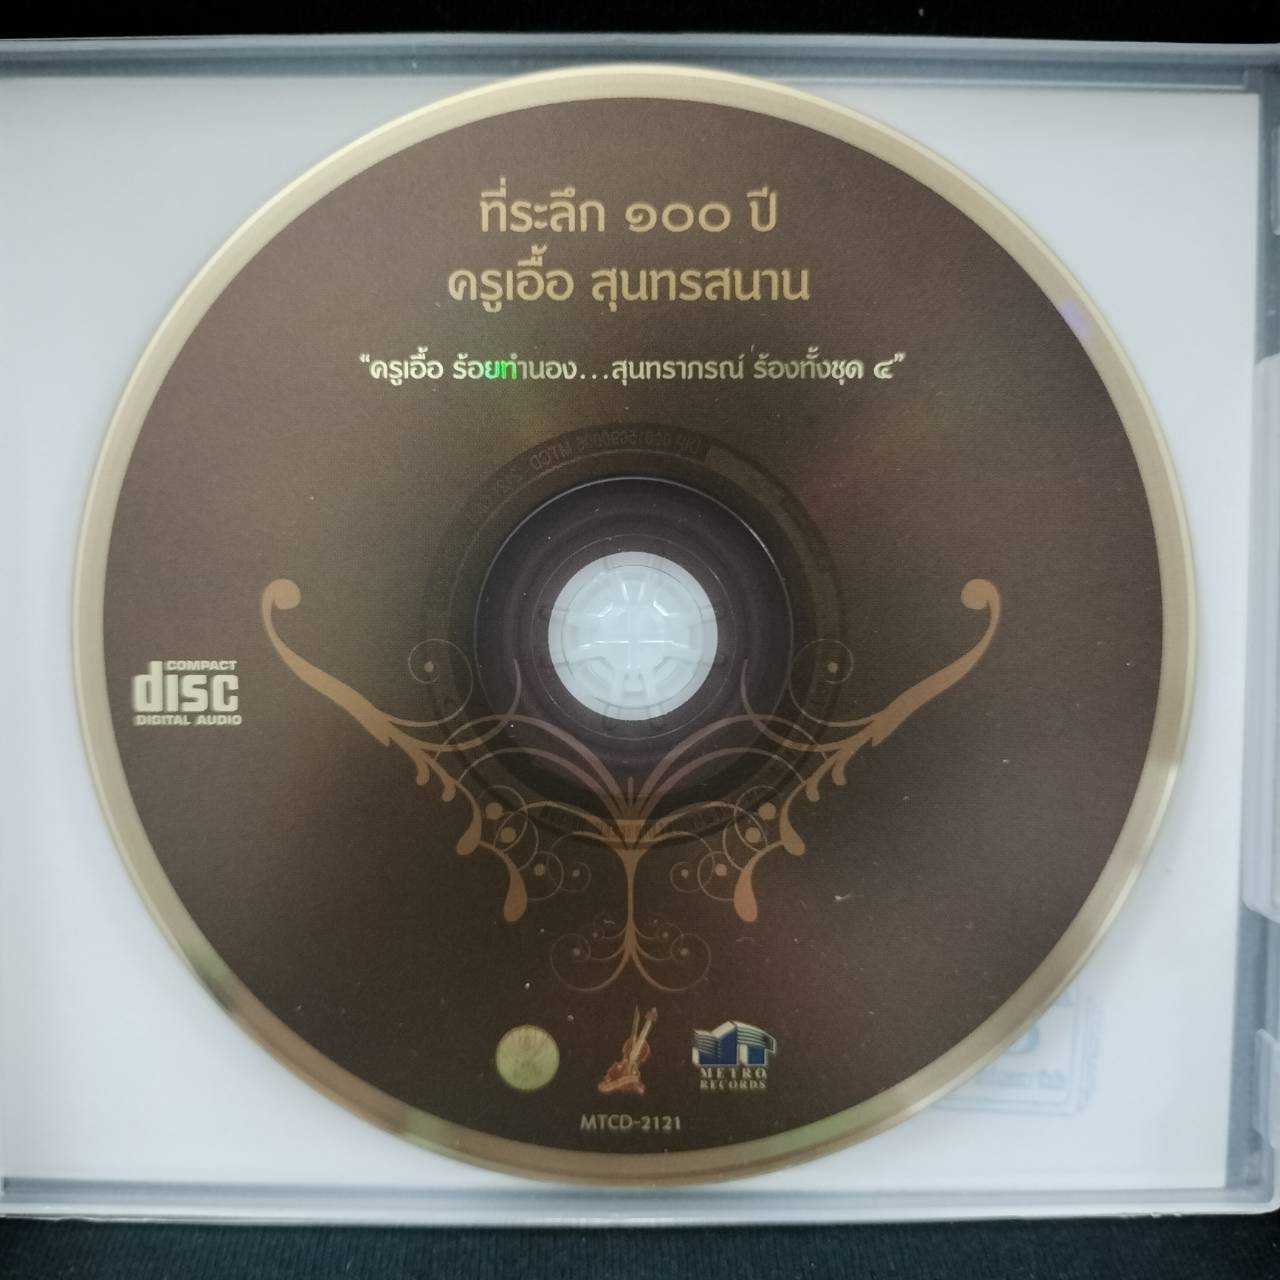 ที่ระลึก ๑๐๐ ปี
ครูเอื้อ สุนทรสนาน
“ครูเอื้อ ร้อยทำนอง...สุนทราภรณ์ ร้องทั้งชุด ๔”
COMPACT
disc
DIGITAL AUDIO
METRO
RECORDS
MTCD-2121